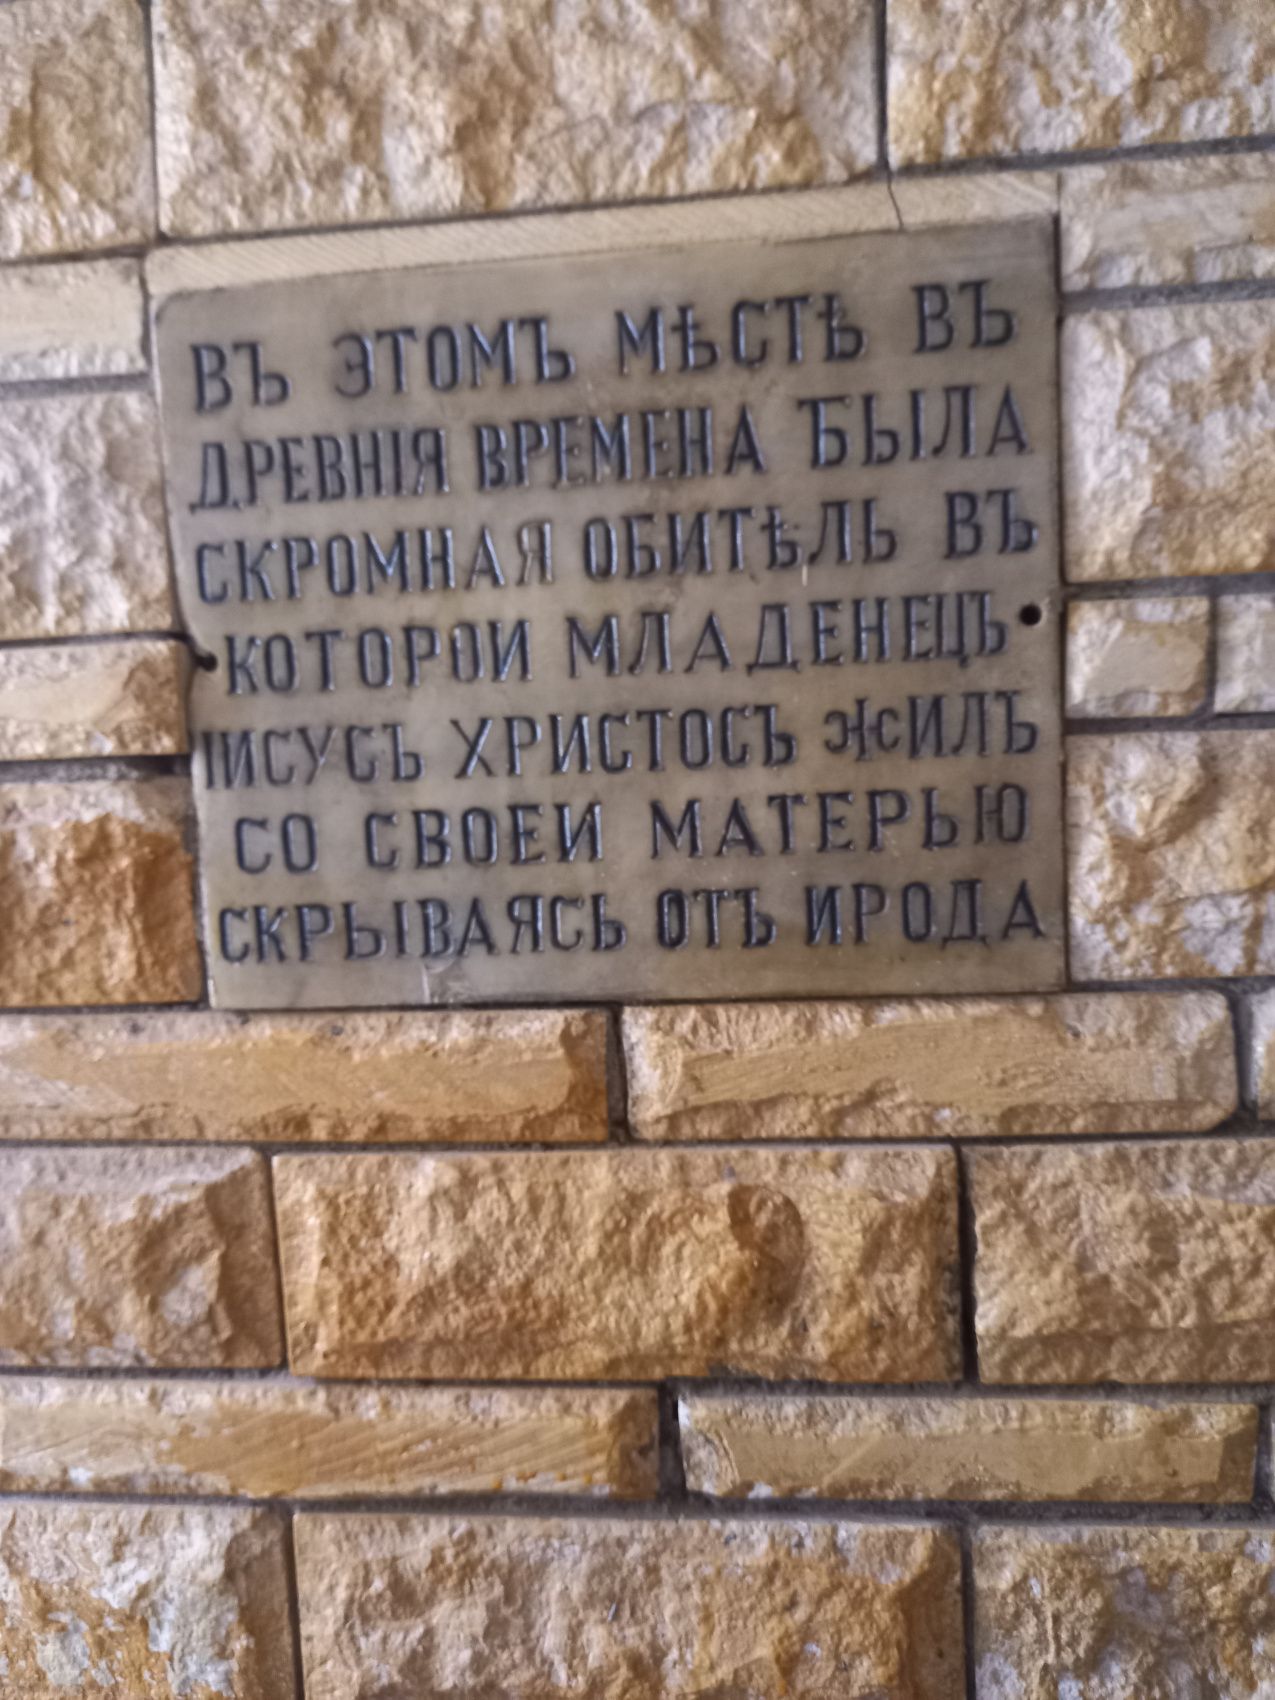 ВЪ ЭТОМЪ МѢСТѢ ВЪ
ДРЕВНІЯ ВРЕМЕНА БЫЛА
СКРОМНАЯ ОБИТѢЛЬ ВЪ
КОТОРОИ МЛАДЕНЕЦЪ
ІИСУСЪ ХРИСТОСЪ ЖИЛЪ
СО СВОЕИ МАТЕРЬЮ
СКРЫВАЯСЬ ОТЪ ИРОДА